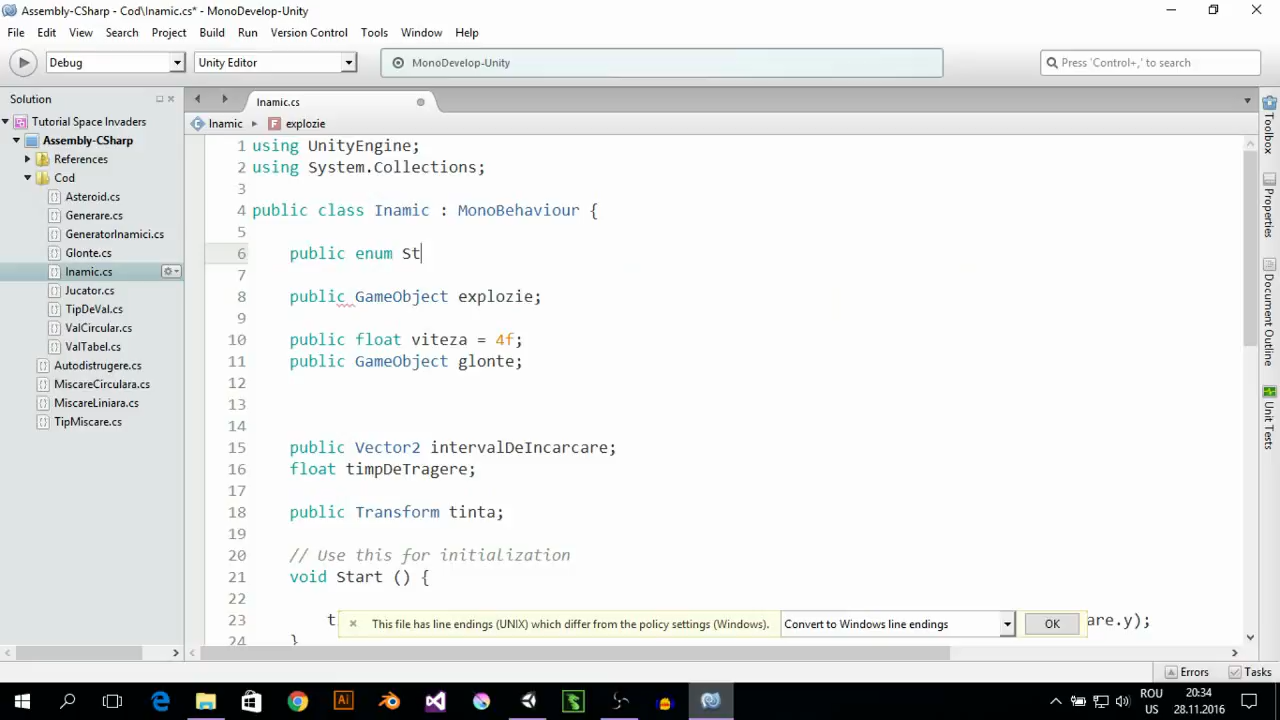 Assembly-CSharp - Cod\Inamic.cs* - MonoDevelop-Unity
File Edit View Search Project Build Run Version Control Tools Window Help
Debug Unity Editor MonoDevelop-Unity Press 'Control+,' to search
Solution
Tutorial Space Invaders
Assembly-CSharp
References
Cod
Asteroid.cs
Generare.cs
GeneratorInamici.cs
Glonte.cs
Inamic.cs
Jucator.cs
TipDeVal.cs
ValCircular.cs
ValTabel.cs
Autodistrugere.cs
MiscareCirculara.cs
MiscareLiniara.cs
TipMiscare.cs
Inamic.cs
Inamic explozie
1 using UnityEngine;
2 using System.Collections;
3
4 public class Inamic : MonoBehaviour {
5
6 public enum St
7
8 public GameObject explozie;
9
10 public float viteza = 4f;
11 public GameObject glonte;
12
13
14
15 public Vector2 intervalDeIncarcare;
16 float timpDeTragere;
17
18 public Transform tinta;
19
20 // Use this for initialization
21 void Start () {
22
23 t are.y);
24 }
This file has line endings (UNIX) which differ from the policy settings (Windows). Convert to Windows line endings OK
Toolbox
Properties
Document Outline
Unit Tests
Errors Tasks
ROU
US
20:34
28.11.2016